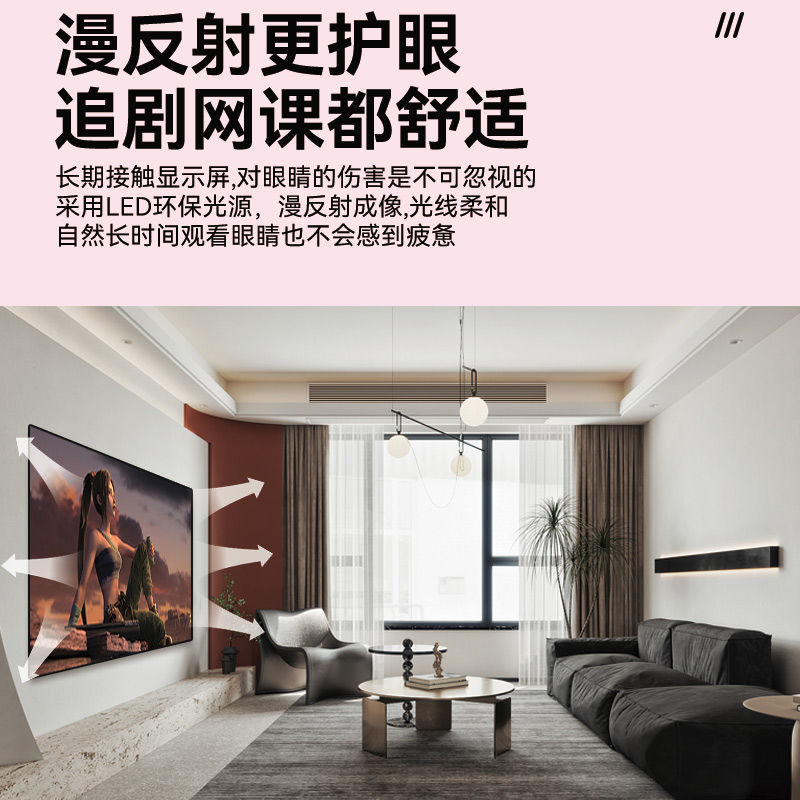 漫反射更护眼
追剧网课都舒适
长期接触显示屏,对眼睛的伤害是不可忽视的
采用LED环保光源，漫反射成像,光线柔和
自然长时间观看眼睛也不会感到疲惫